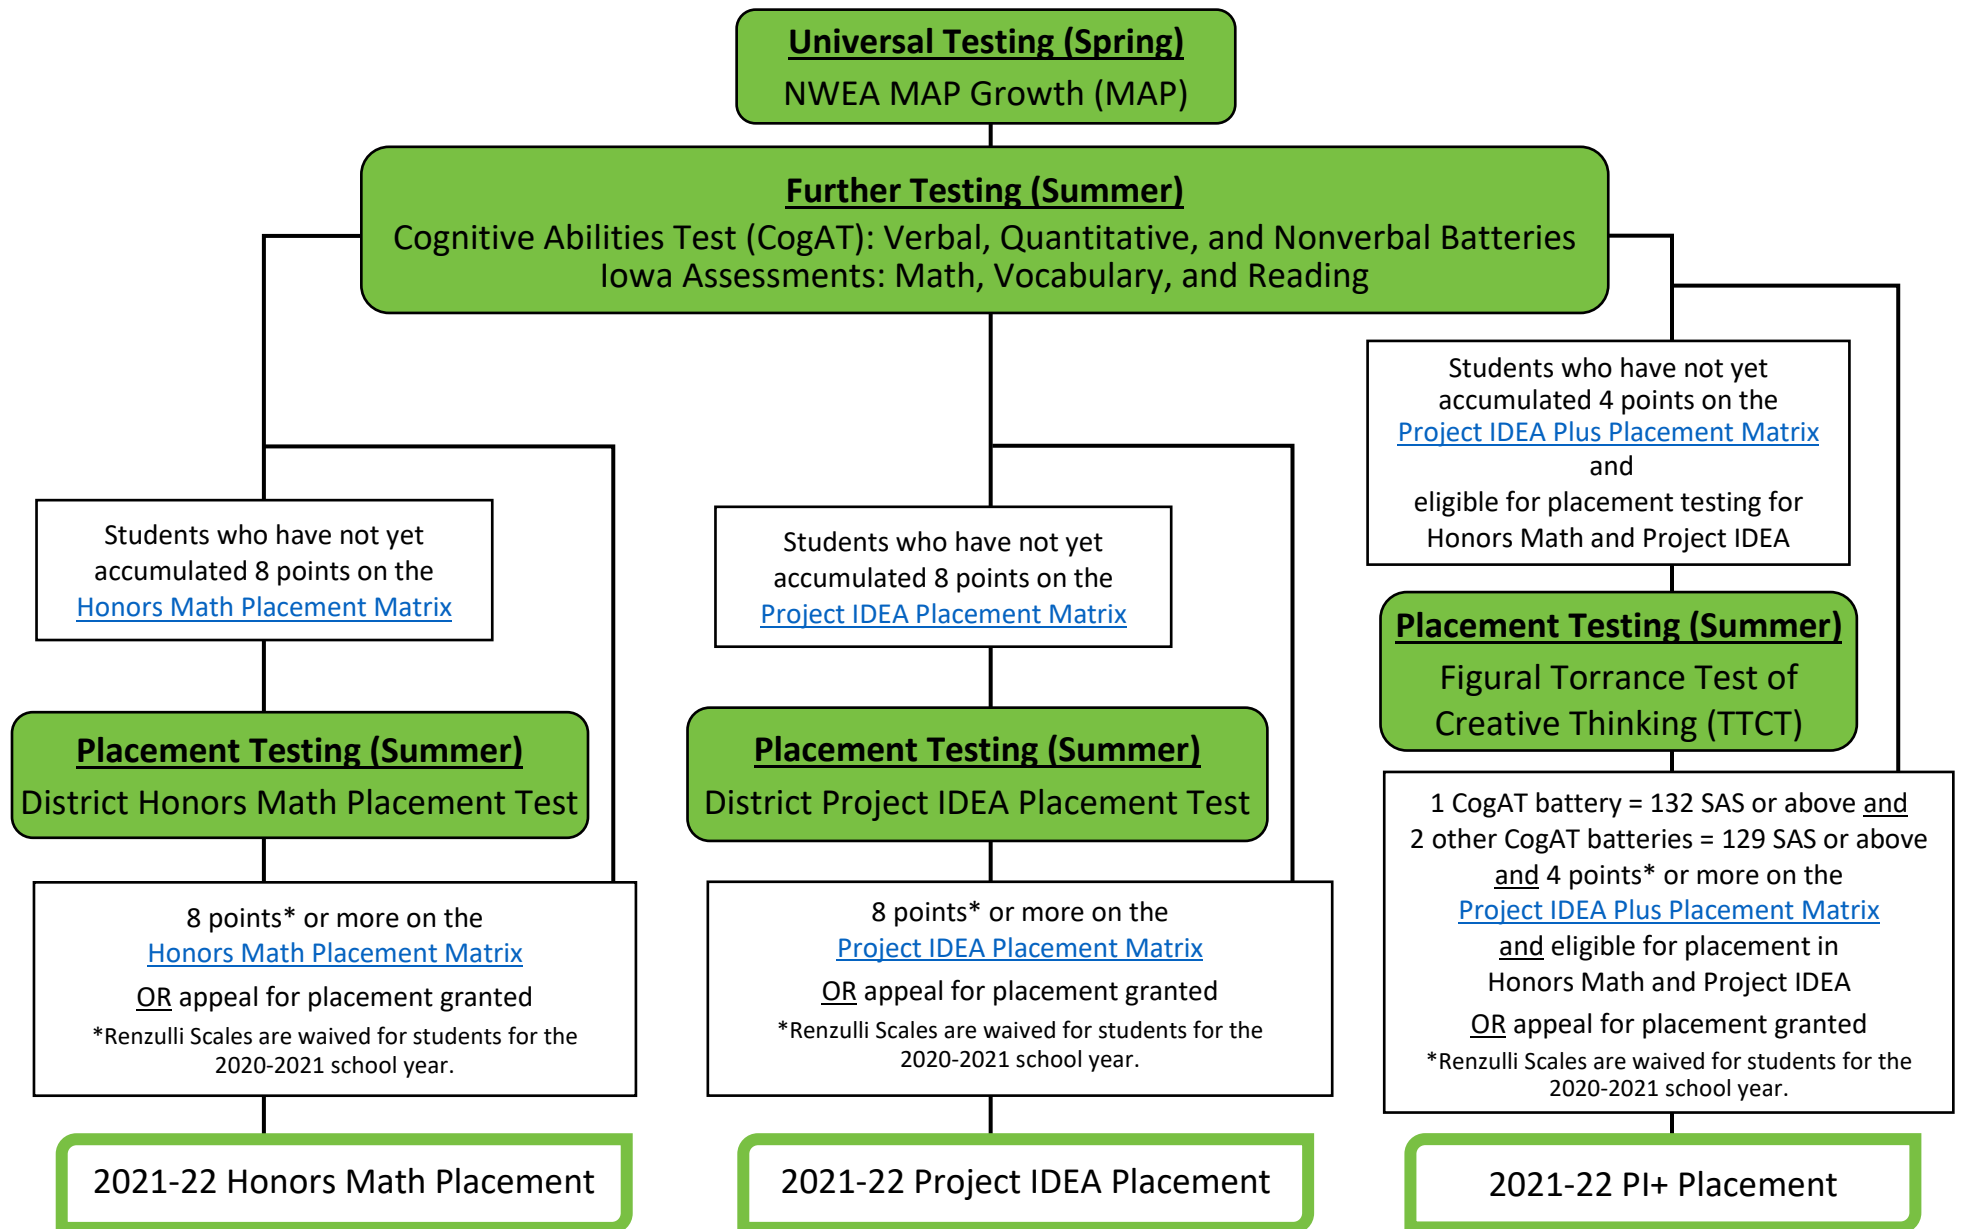 Universal Testing (Spring)
NWEA MAP Growth (MAP)
Further Testing (Summer)
Cognitive Abilities Test (CogAT): Verbal, Quantitative, and Nonverbal Batteries
Iowa Assessments: Math, Vocabulary, and Reading
Students who have not yet
accumulated 8 points on the
Honors Math Placement Matrix
Placement Testing (Summer)
District Honors Math Placement Test
8 points* or more on the
Honors Math Placement Matrix
OR appeal for placement granted
*Renzulli Scales are waived for students for the
2020-2021 school year.
2021-22 Honors Math Placement
Students who have not yet
accumulated 8 points on the
Project IDEA Placement Matrix
Placement Testing (Summer)
District Project IDEA Placement Test
8 points* or more on the
Project IDEA Placement Matrix
OR appeal for placement granted
*Renzulli Scales are waived for students for the
2020-2021 school year.
2021-22 Project IDEA Placement
Students who have not yet
accumulated 4 points on the
Project IDEA Plus Placement Matrix
and
eligible for placement testing for
Honors Math and Project IDEA
Placement Testing (Summer)
Figural Torrance Test of
Creative Thinking (TTCT)
1 CogAT battery = 132 SAS or above and
2 other CogAT batteries = 129 SAS or above
and 4 points* or more on the
Project IDEA Plus Placement Matrix
and eligible for placement in
Honors Math and Project IDEA
OR appeal for placement granted
*Renzulli Scales are waived for students for the
2020-2021 school year.
2021-22 PI+ Placement